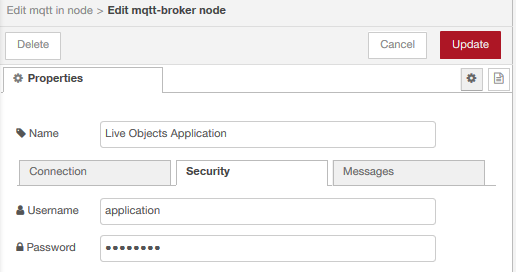 Edit mqtt in node > Edit mqtt-broker node
Delete Cancel Update
Properties
Name Live Objects Application
Connection Security Messages
Username application
Password ••••••••